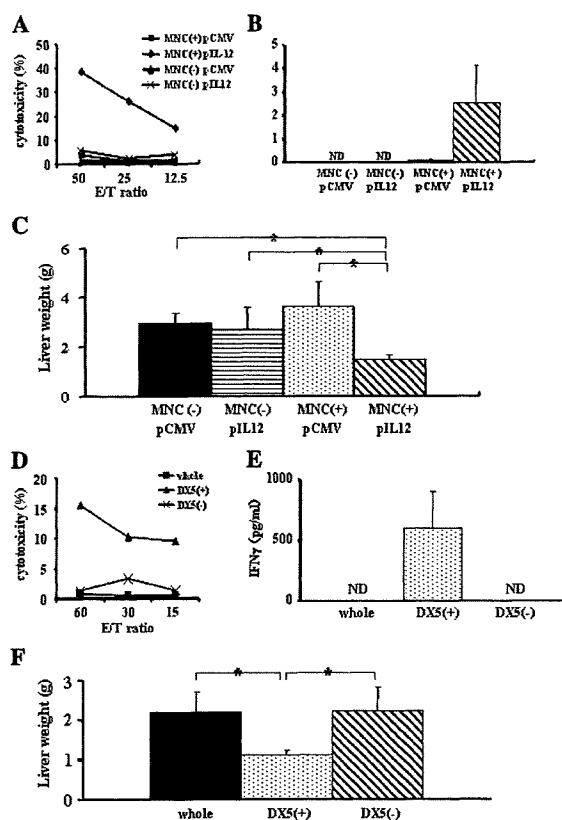 A
cytotoxicity (%)
50
40
30
20
10
0
MNC(+) pCMV
MNC(+) pIL-12
MNC(-) pCMV
MNC(-) pIL12
50 25 12.5
E/T ratio
B
5
4
3
2
1
0
ND ND
MNC (-) MNC(-) MNC(+) MNC(+)
pCMV pIL12 pCMV pIL12
C
Liver weight (g)
6
4
2
0
*
*
*
MNC (-) MNC(-) MNC(+) MNC(+)
pCMV pIL12 pCMV pIL12
D
cytotoxicity (%)
20
15
10
5
0
whole
DX5(+)
DX5(-)
60 30 15
E/T ratio
E
IFNγ (pg/ml)
1000
500
0
ND ND
whole DX5(+) DX5(-)
F
Liver weight (g)
3
2
1
0
* *
whole DX5(+) DX5(-)